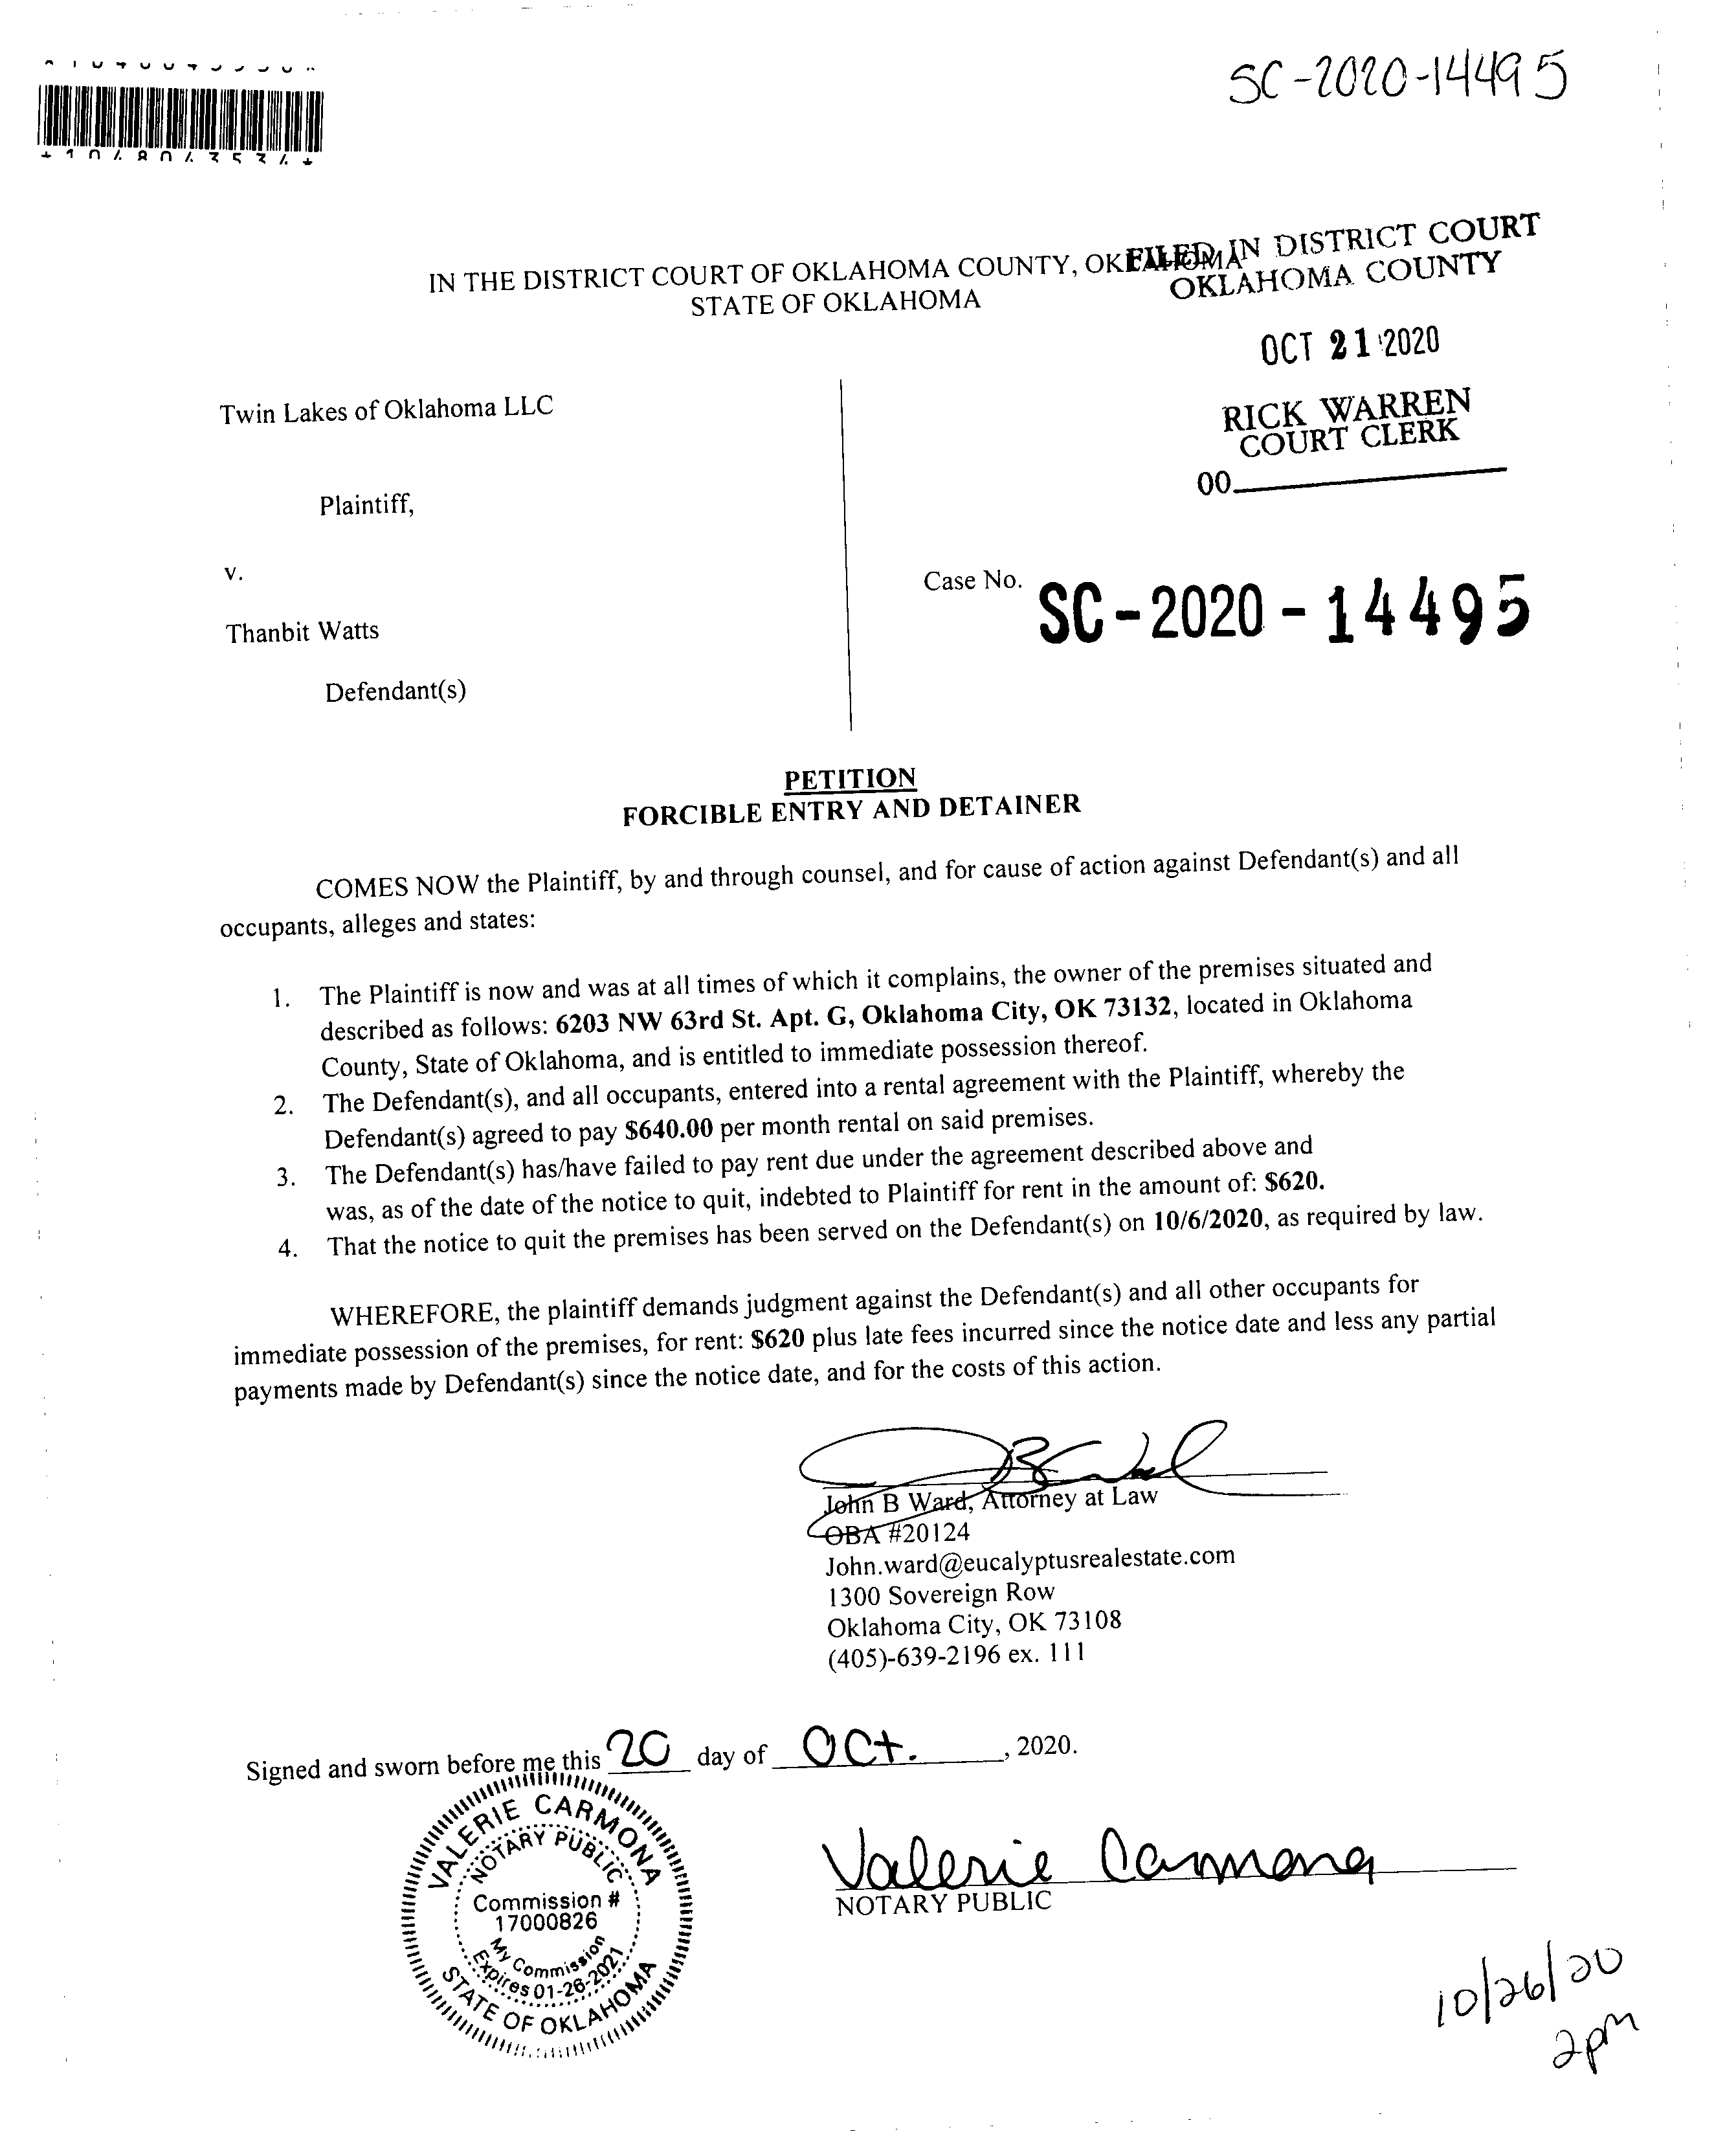 SC-2020-14495
IN THE DISTRICT COURT OF OKLAHOMA COUNTY, OKLAHOMA
STATE OF OKLAHOMA
FILED IN DISTRICT COURT
OKLAHOMA COUNTY
OCT 21 2020
RICK WARREN
COURT CLERK
00
Twin Lakes of Oklahoma LLC
Plaintiff,
v.
Case No. SC-2020-14495
Thanbit Watts
Defendant(s)
PETITION
FORCIBLE ENTRY AND DETAINER
COMES NOW the Plaintiff, by and through counsel, and for cause of action against Defendant(s) and all
occupants, alleges and states:
1. The Plaintiff is now and was at all times of which it complains, the owner of the premises situated and
described as follows: 6203 NW 63rd St. Apt. G, Oklahoma City, OK 73132, located in Oklahoma
County, State of Oklahoma, and is entitled to immediate possession thereof.
2. The Defendant(s), and all occupants, entered into a rental agreement with the Plaintiff, whereby the
Defendant(s) agreed to pay $640.00 per month rental on said premises.
3. The Defendant(s) has/have failed to pay rent due under the agreement described above and
was, as of the date of the notice to quit, indebted to Plaintiff for rent in the amount of: $620.
4. That the notice to quit the premises has been served on the Defendant(s) on 10/6/2020, as required by law.
WHEREFORE, the plaintiff demands judgment against the Defendant(s) and all other occupants for
immediate possession of the premises, for rent: $620 plus late fees incurred since the notice date and less any partial
payments made by Defendant(s) since the notice date, and for the costs of this action.
John B Ward, Attorney at Law
OBA #20124
John.ward@eucalyptusrealestate.com
1300 Sovereign Row
Oklahoma City, OK 73108
(405)-639-2196 ex. 111
Signed and sworn before me this 20 day of Oct. , 2020.
VALERIE CARMONA
NOTARY PUBLIC
Commission #
17000826
My Commission
Expires 01-26-2021
STATE OF OKLAHOMA
Valerie Carmona
NOTARY PUBLIC
10/26/20
2pm